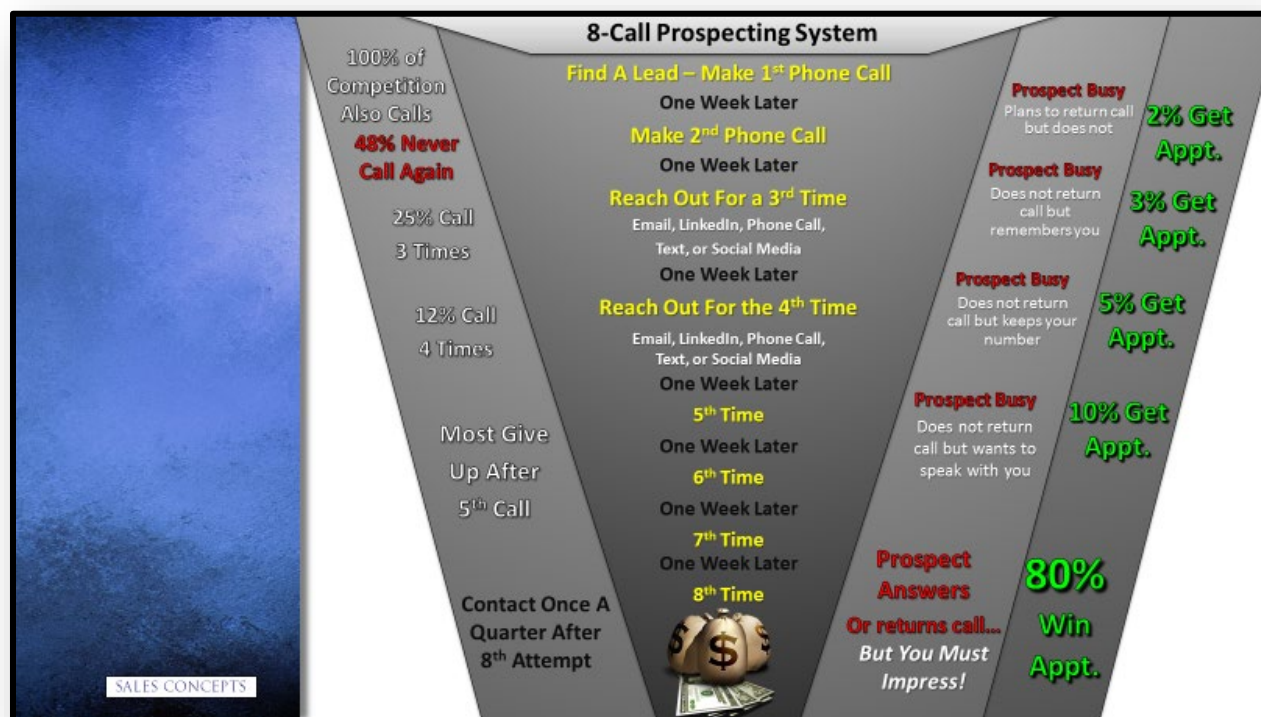 8-Call Prospecting System
100% of
Competition
Also Calls
48% Never
Call Again
25% Call
3 Times
12% Call
4 Times
Most Give
Up After
5th Call
Contact Once A
Quarter After
8th Attempt
Find A Lead – Make 1st Phone Call
One Week Later
Make 2nd Phone Call
One Week Later
Reach Out For a 3rd Time
Email, LinkedIn, Phone Call,
Text, or Social Media
One Week Later
Reach Out For the 4th Time
Email, LinkedIn, Phone Call,
Text, or Social Media
One Week Later
5th Time
One Week Later
6th Time
One Week Later
7th Time
One Week Later
8th Time
$ $ $
Prospect Busy
Plans to return call
but does not
Prospect Busy
Does not return
call but
remembers you
Prospect Busy
Does not return
call but keeps your
number
Prospect Busy
Does not return
call but wants to
speak with you
Prospect
Answers
Or returns call...
But You Must
Impress!
2% Get
Appt.
3% Get
Appt.
5% Get
Appt.
10% Get
Appt.
80%
Win
Appt.
SALES CONCEPTS